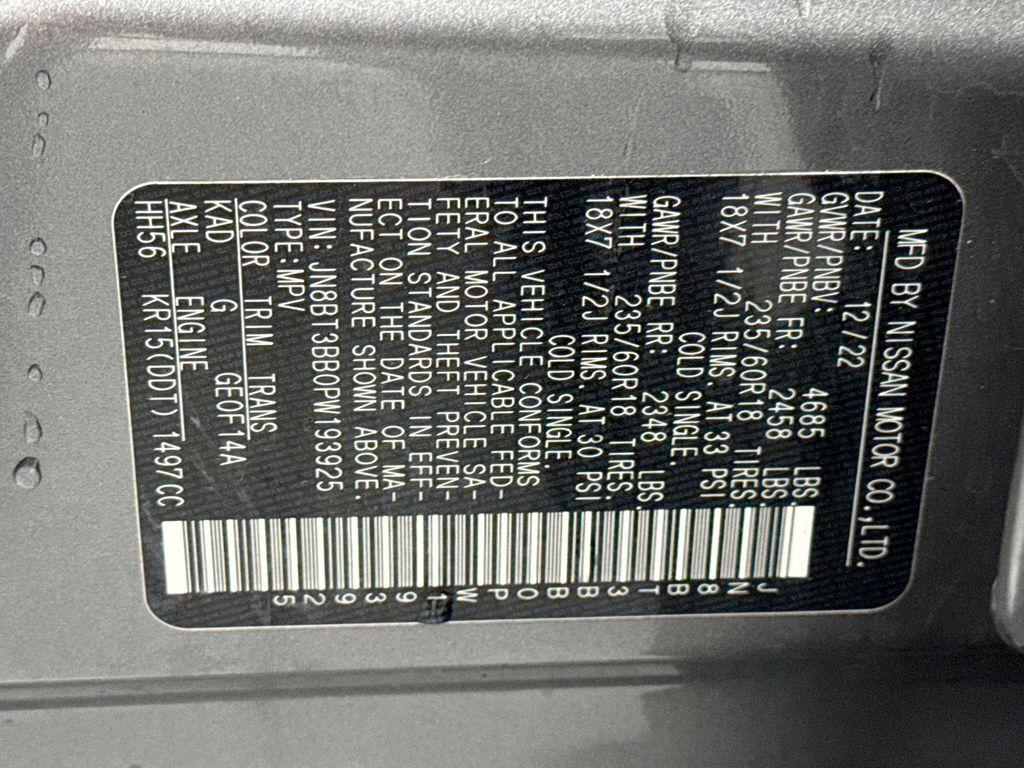 MFD BY NISSAN MOTOR CO.,LTD.
DATE: 12/22
GVWR/PNBV: 4685 LBS.
GAWR/PNBE FR: 2458 LBS.
WITH 235/60R18 TIRES.
18X7 1/2J RIMS. AT 33 PSI
COLD SINGLE.
GAWR/PNBE RR: 2348 LBS.
WITH 235/60R18 TIRES.
18X7 1/2J RIMS. AT 30 PSI
COLD SINGLE.
THIS VEHICLE CONFORMS
TO ALL APPLICABLE FED-
ERAL MOTOR VEHICLE SA-
FETY AND THEFT PREVEN-
TION STANDARDS IN EFF-
ECT ON THE DATE OF MA-
NUFACTURE SHOWN ABOVE.
VIN: JN8BT3BB0PW193925
TYPE:MPV
COLOR TRIM TRANS
KAD G GE0F14A
AXLE ENGINE
HH56 KR15(DDT)1497CC
JN8BT3BB0PW193925